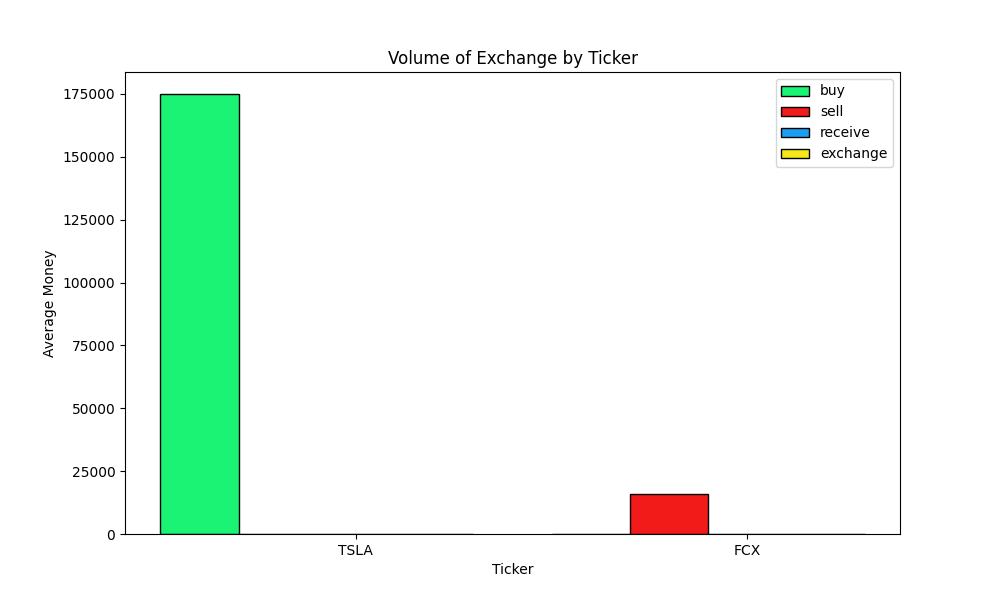 Volume of Exchange by Ticker
buy
sell
receive
exchange
175000
150000
125000
100000
75000
50000
25000
0
Average Money
TSLA
FCX
Ticker